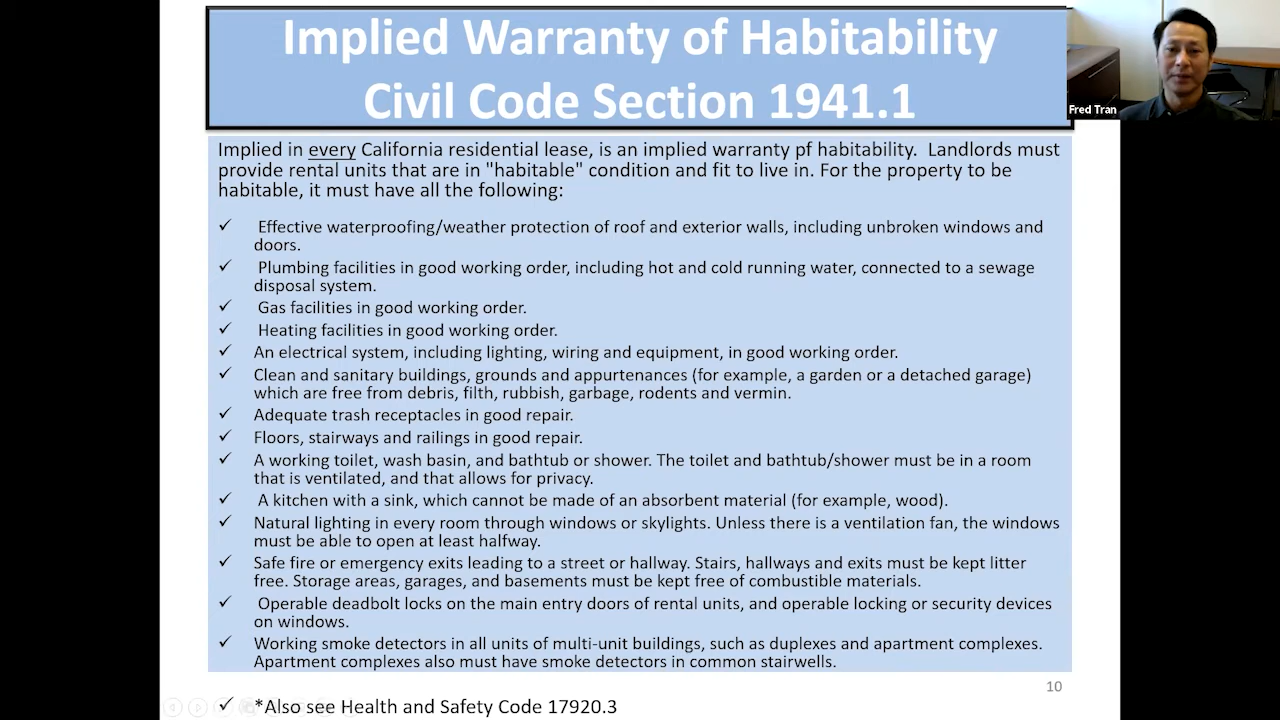 Implied Warranty of Habitability
Civil Code Section 1941.1
Fred Tran
Implied in every California residential lease, is an implied warranty pf habitability. Landlords must
provide rental units that are in "habitable" condition and fit to live in. For the property to be
habitable, it must have all the following:
✓ Effective waterproofing/weather protection of roof and exterior walls, including unbroken windows and
doors.
✓ Plumbing facilities in good working order, including hot and cold running water, connected to a sewage
disposal system.
✓ Gas facilities in good working order.
✓ Heating facilities in good working order.
✓ An electrical system, including lighting, wiring and equipment, in good working order.
✓ Clean and sanitary buildings, grounds and appurtenances (for example, a garden or a detached garage)
which are free from debris, filth, rubbish, garbage, rodents and vermin.
✓ Adequate trash receptacles in good repair.
✓ Floors, stairways and railings in good repair.
✓ A working toilet, wash basin, and bathtub or shower. The toilet and bathtub/shower must be in a room
that is ventilated, and that allows for privacy.
✓ A kitchen with a sink, which cannot be made of an absorbent material (for example, wood).
✓ Natural lighting in every room through windows or skylights. Unless there is a ventilation fan, the windows
must be able to open at least halfway.
✓ Safe fire or emergency exits leading to a street or hallway. Stairs, hallways and exits must be kept litter
free. Storage areas, garages, and basements must be kept free of combustible materials.
✓ Operable deadbolt locks on the main entry doors of rental units, and operable locking or security devices
on windows.
✓ Working smoke detectors in all units of multi-unit buildings, such as duplexes and apartment complexes.
Apartment complexes also must have smoke detectors in common stairwells.
10
✓ *Also see Health and Safety Code 17920.3